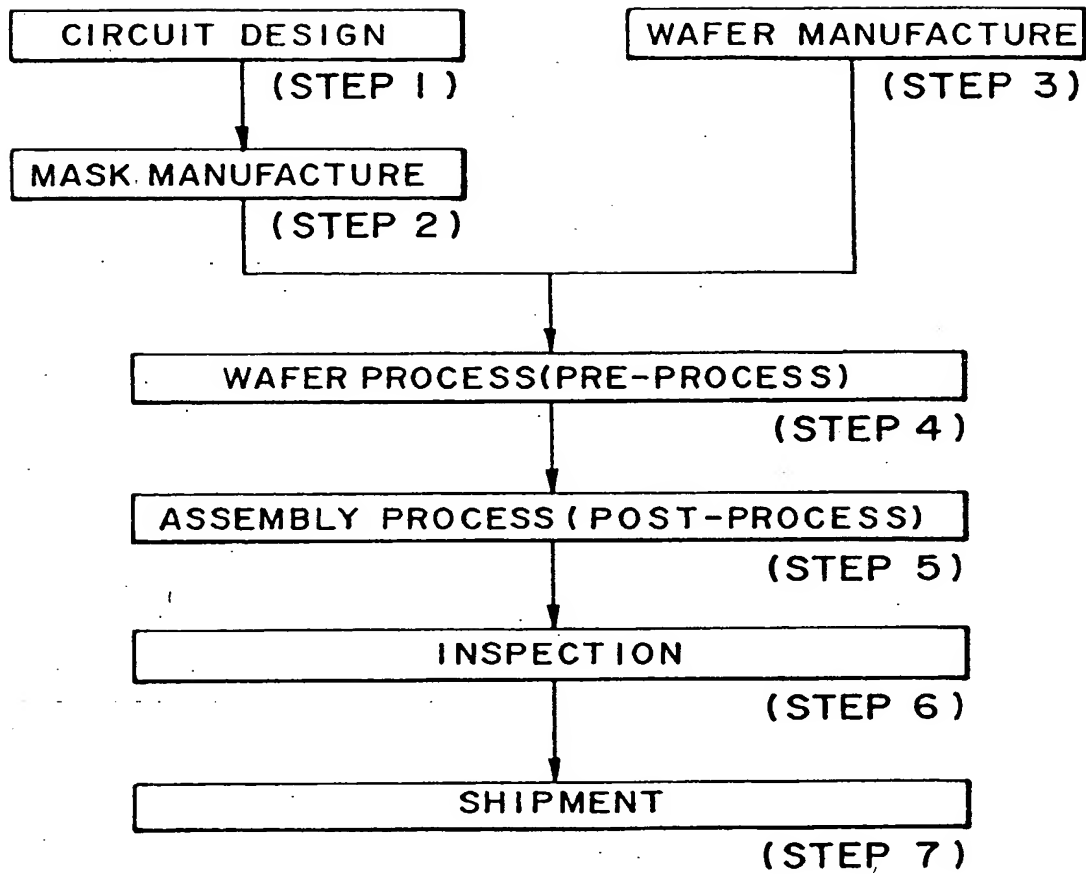 CIRCUIT DESIGN
(STEP 1)
WAFER MANUFACTURE
(STEP 3)
MASK MANUFACTURE
(STEP 2)
WAFER PROCESS(PRE-PROCESS)
(STEP 4)
ASSEMBLY PROCESS(POST-PROCESS)
(STEP 5)
INSPECTION
(STEP 6)
SHIPMENT
(STEP 7)